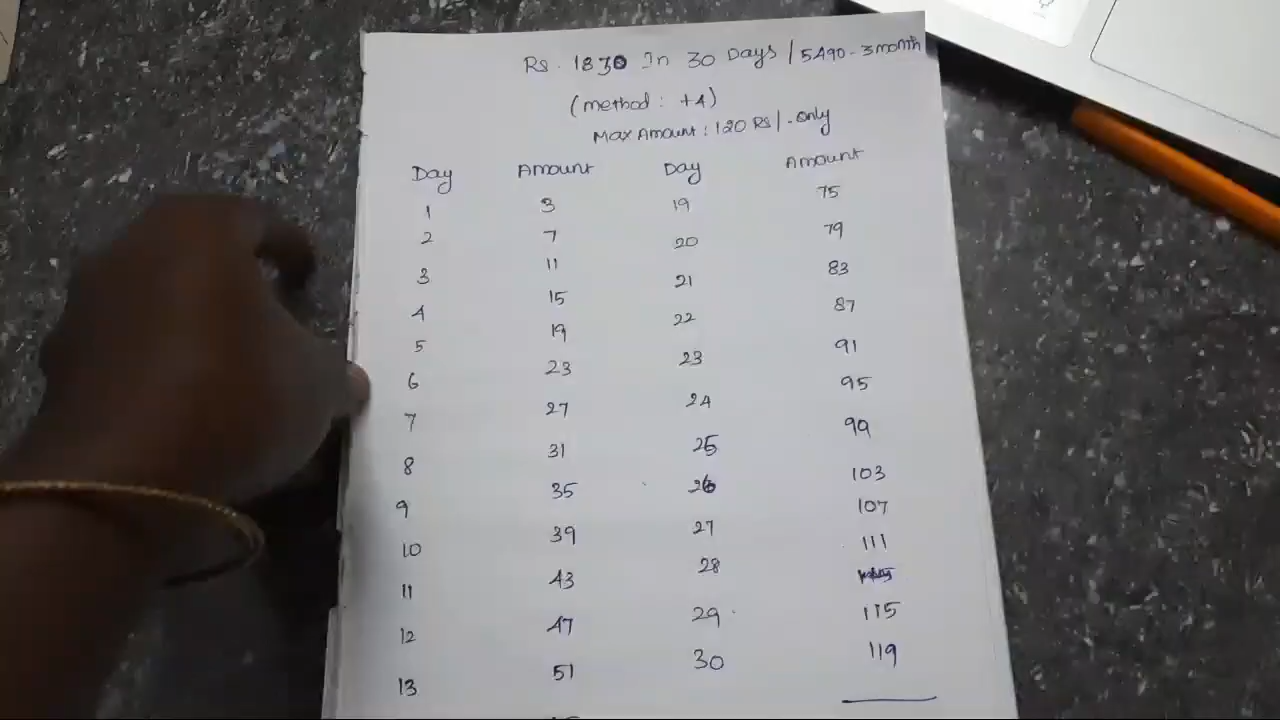 Rs. 1830 In 30 Days / 5490 - 3 month
(method : +4)
Max Amount : 120 Rs/- only
Day Amount Day Amount
1 3 19 75
2 7 20 79
3 11 21 83
4 15 22 87
5 19 23 91
6 23 24 95
7 27 25 99
8 31 26 103
9 35 27 107
10 39 28 111
11 43 29 115
12 47 30 119
13 51